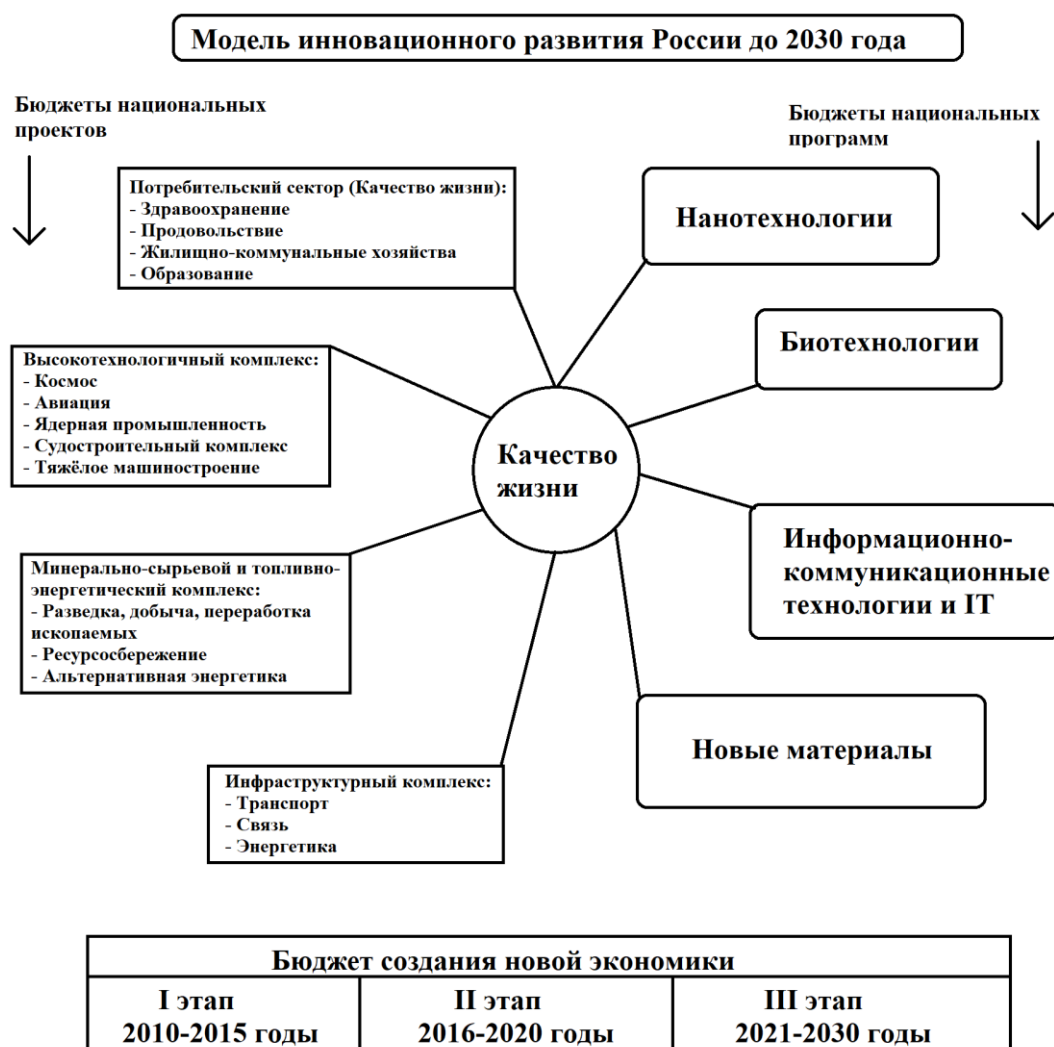 Модель инновационного развития России до 2030 года
Бюджеты национальных
проектов
Бюджеты национальных
программ
Потребительский сектор (Качество жизни):
- Здравоохранение
- Продовольствие
- Жилищно-коммунальные хозяйства
- Образование
Нанотехнологии
Высокотехнологичный комплекс:
- Космос
- Авиация
- Ядерная промышленность
- Судостроительный комплекс
- Тяжёлое машиностроение
Биотехнологии
Качество
жизни
Минерально-сырьевой и топливно-
энергетический комплекс:
- Разведка, добыча, переработка
ископаемых
- Ресурсосбережение
- Альтернативная энергетика
Информационно-
коммуникационные
технологии и IT
Новые материалы
Инфраструктурный комплекс:
- Транспорт
- Связь
- Энергетика
Бюджет создания новой экономики
I этап
2010-2015 годы
II этап
2016-2020 годы
III этап
2021-2030 годы